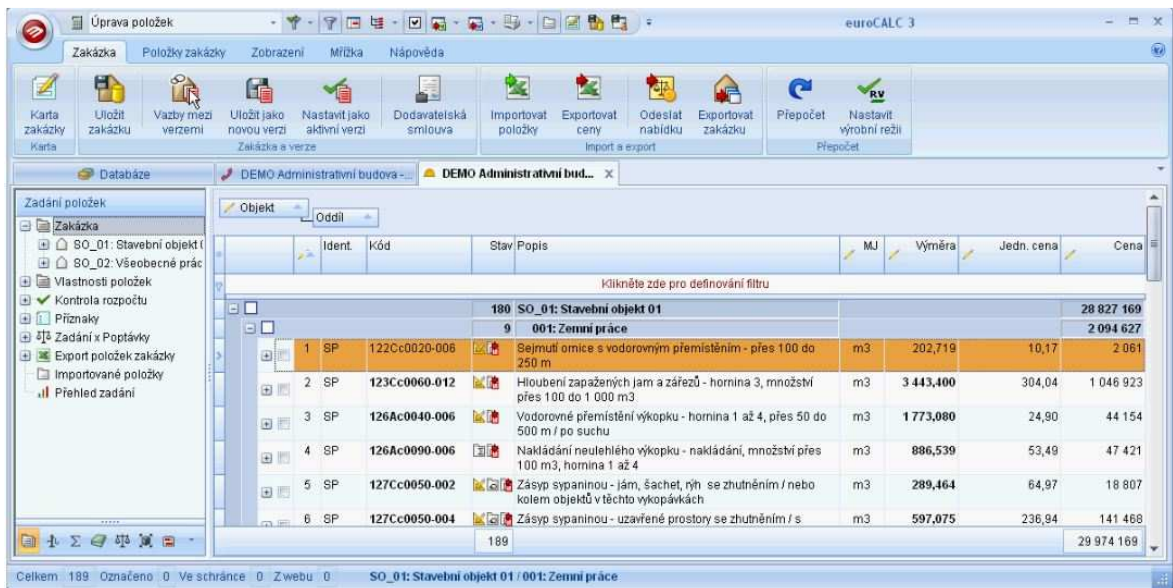 Úprava položek
euroCALC 3
Zakázka Položky zakázky Zobrazení Mřížka Nápověda
Karta zakázky
Uložit zakázku
Vazby mezi verzemi
Uložit jako novou verzi
Nastavit jako aktivní verzi
Dodavatelská smlouva
Importovat položky
Exportovat ceny
Odeslat nabídku
Exportovat zakázku
Přepočet
Nastavit výrobní režii
Karta Zakázka a verze Import a export Přepočet
Databáze DEMO Administrativní budova -... DEMO Administrativní bud... X
Zadání položek
Zakázka
SO_01: Stavební objekt (
SO_02: Všeobecné prác
Vlastnosti položek
Kontrola rozpočtu
Příznaky
Zadání x Poptávky
Export položek zakázky
Importované položky
Přehled zadání
Objekt
Oddíl
Ident. Kód Stav Popis MJ Výměra Jedn. cena Cena
Klikněte zde pro definování filtru
180 SO_01: Stavební objekt 01 28 827 169
9 001: Zemní práce 2 094 627
1 SP 122Cc0020-006 Sejmutí ornice s vodorovným přemístěním - přes 100 do m3 202,719 10,17 2 061
250 m
2 SP 123Cc0060-012 Hloubení zapažených jam a zářezů - hornina 3, množství m3 3 443,400 304,04 1 046 923
přes 100 do 1 000 m3
3 SP 126Ac0040-006 Vodorovné přemístění výkopku - hornina 1 až 4, přes 50 do m3 1 773,080 24,90 44 154
500 m / po suchu
4 SP 126Ac0090-006 Nakládání neulehlého výkopku - nakládání, množství přes m3 886,539 53,49 47 421
100 m3, hornina 1 až 4
5 SP 127Cc0050-002 Zásyp sypaninou - jám, šachet, rýh se zhutněním / nebo m3 289,464 64,97 18 807
kolem objektů v těchto vykopávkách
6 SP 127Cc0050-004 Zásyp sypaninou - uzavřené prostory se zhutněním / s m3 597,075 236,94 141 468
189 29 974 169
Celkem 189 Označeno 0 Ve schránce 0 Z webu 0 SO_01: Stavební objekt 01 / 001: Zemní práce